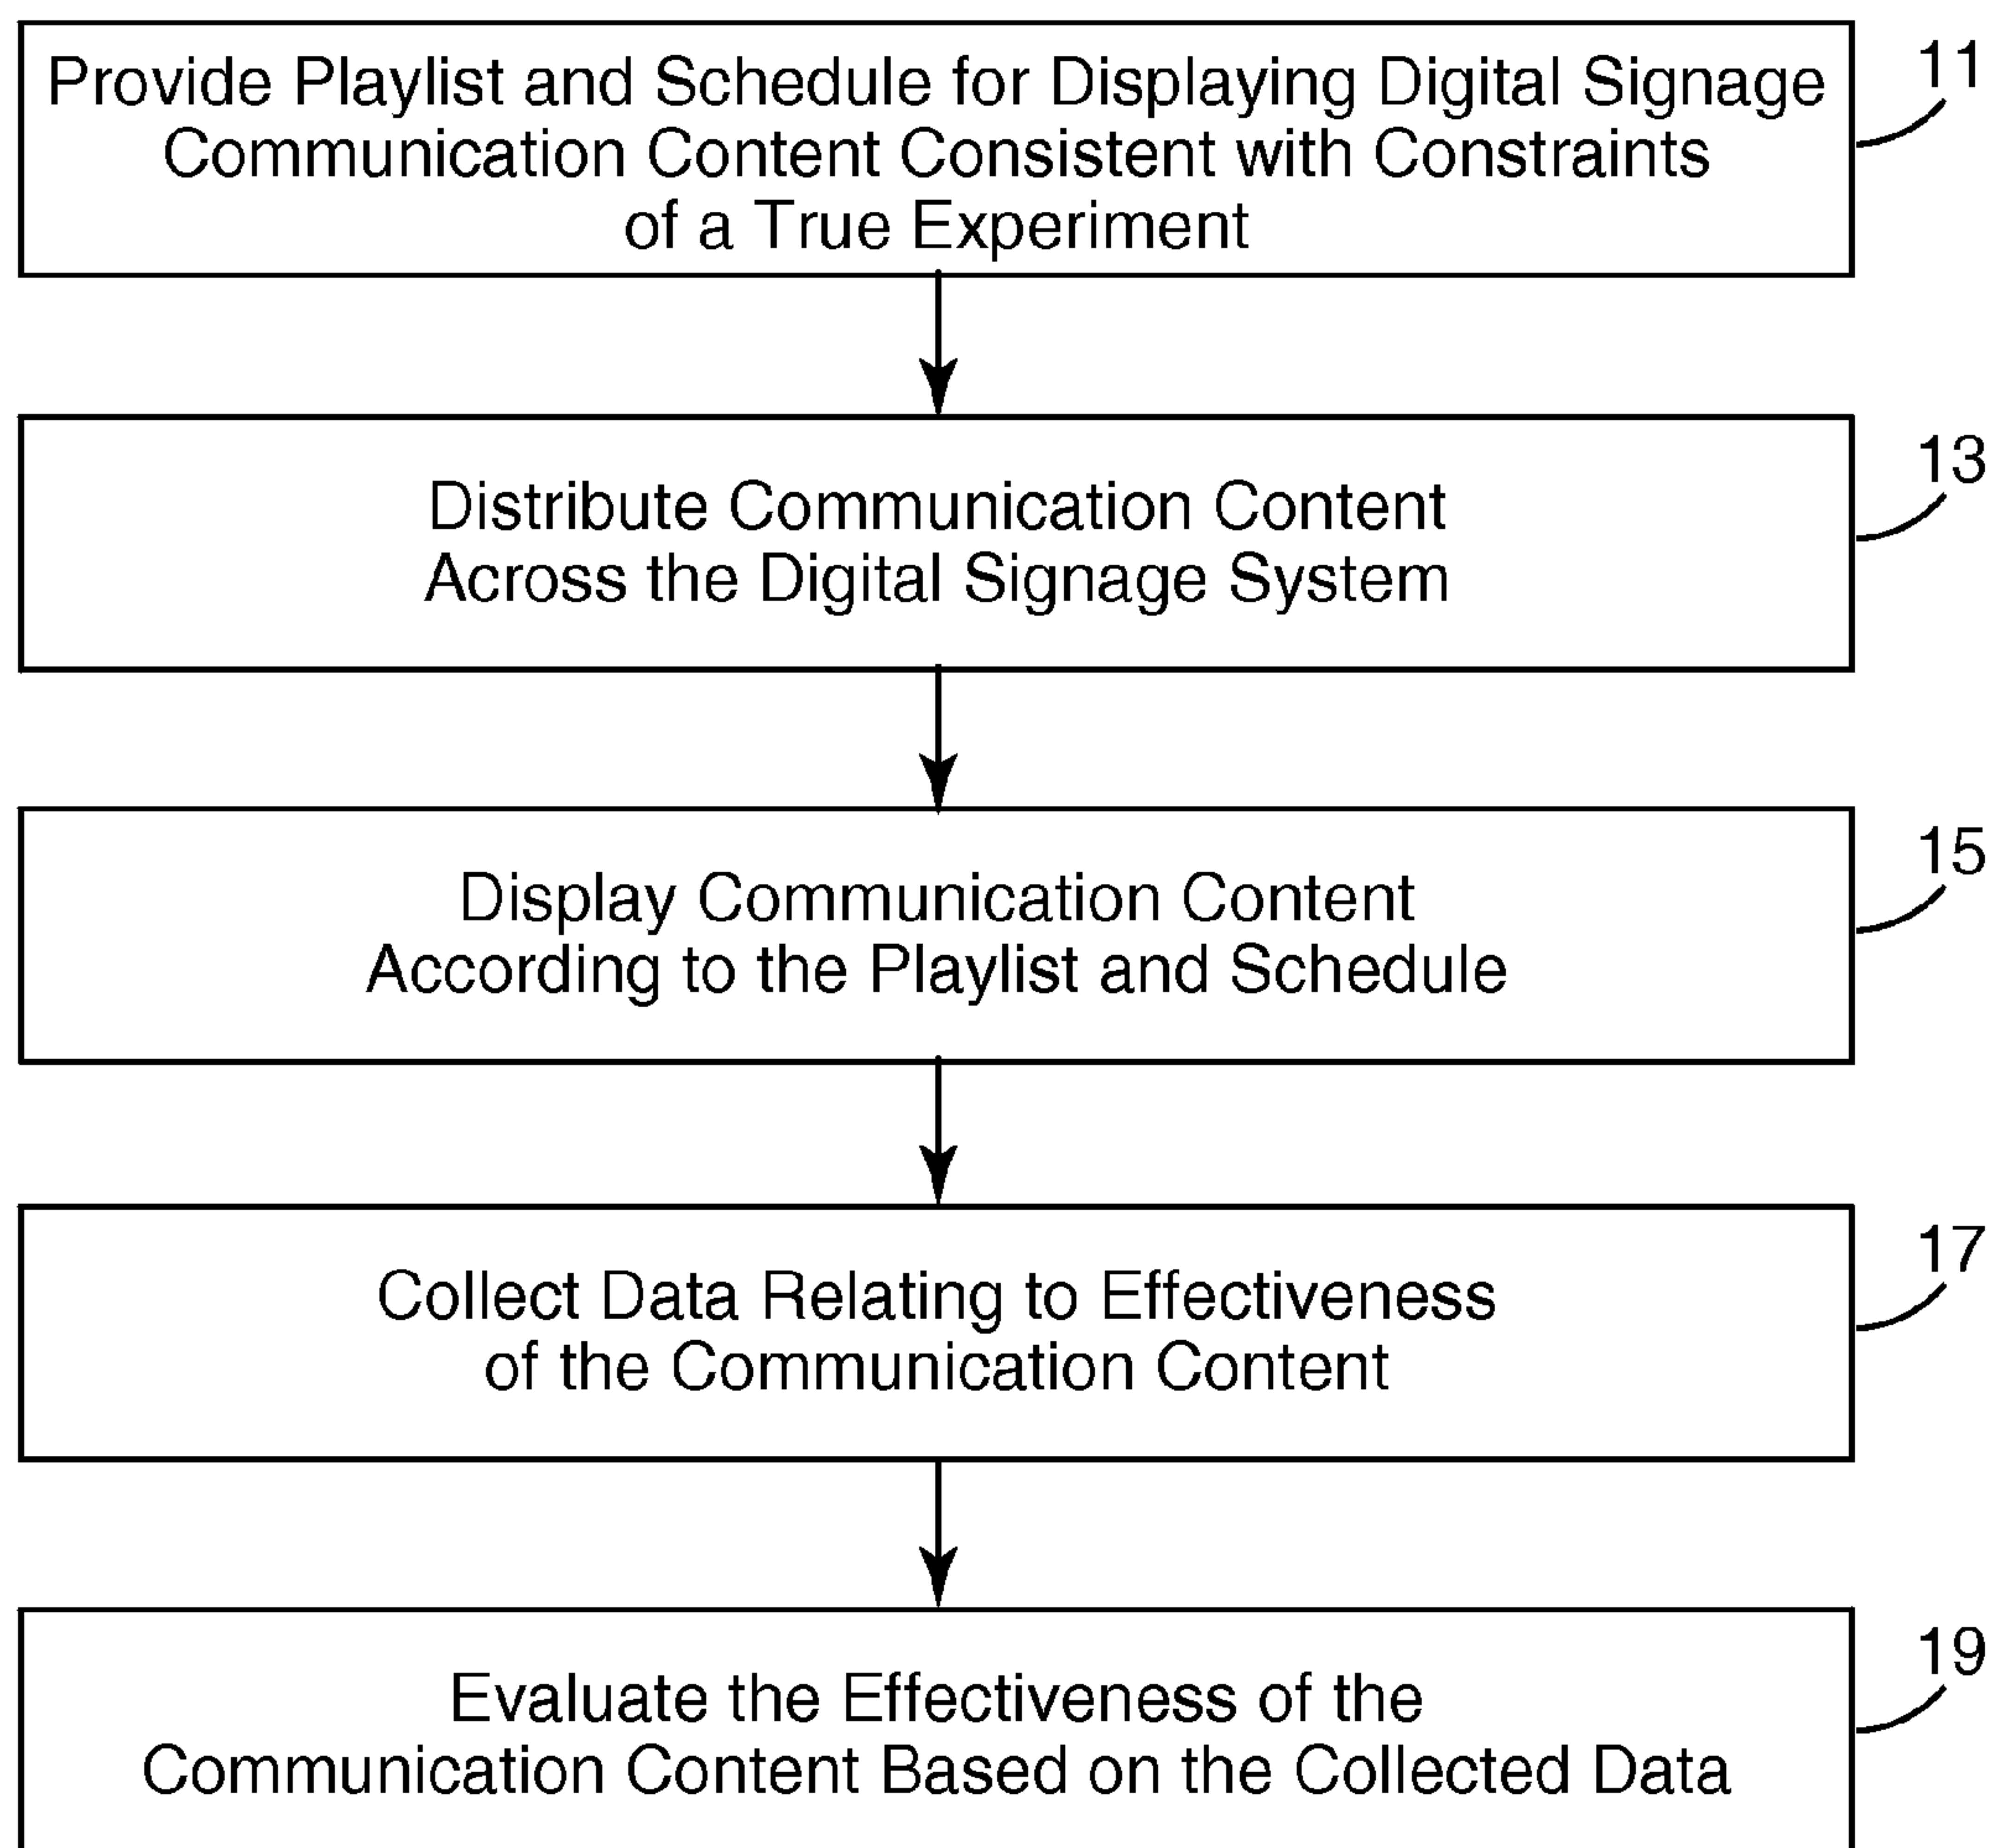 Provide Playlist and Schedule for Displaying Digital Signage
Communication Content Consistent with Constraints
of a True Experiment
11
Distribute Communication Content
Across the Digital Signage System
13
Display Communication Content
According to the Playlist and Schedule
15
Collect Data Relating to Effectiveness
of the Communication Content
17
Evaluate the Effectiveness of the
Communication Content Based on the Collected Data
19